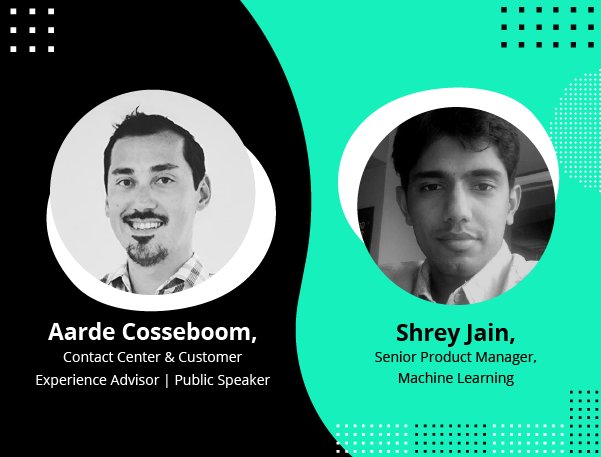 Aarde Cosseboom,
Contact Center & Customer
Experience Advisor | Public Speaker
Shrey Jain,
Senior Product Manager,
Machine Learning